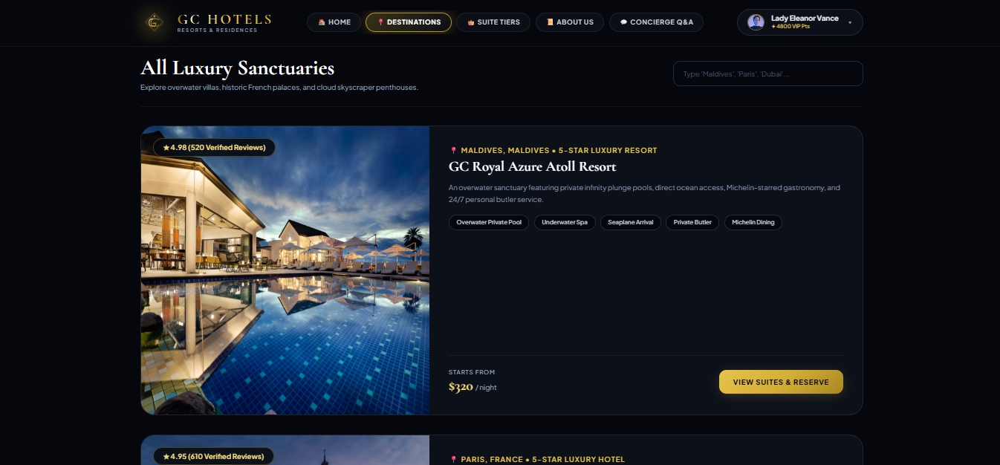 GC HOTELS
RESORTS & RESIDENCES
HOME
DESTINATIONS
SUITE TIERS
ABOUT US
CONCIERGE Q&A
Lady Eleanor Vance
✦ 4800 VIP Pts
All Luxury Sanctuaries
Explore overwater villas, historic French palaces, and cloud skyscraper penthouses.
Type 'Maldives', 'Paris', 'Dubai'...
★ 4.98 (520 Verified Reviews)
MALDIVES, MALDIVES • 5-STAR LUXURY RESORT
GC Royal Azure Atoll Resort
An overwater sanctuary featuring private infinity plunge pools, direct ocean access, Michelin-starred gastronomy, and
24/7 personal butler service.
Overwater Private Pool
Underwater Spa
Seaplane Arrival
Private Butler
Michelin Dining
STARTS FROM
$320 / night
VIEW SUITES & RESERVE
★ 4.95 (610 Verified Reviews)
PARIS, FRANCE • 5-STAR LUXURY HOTEL